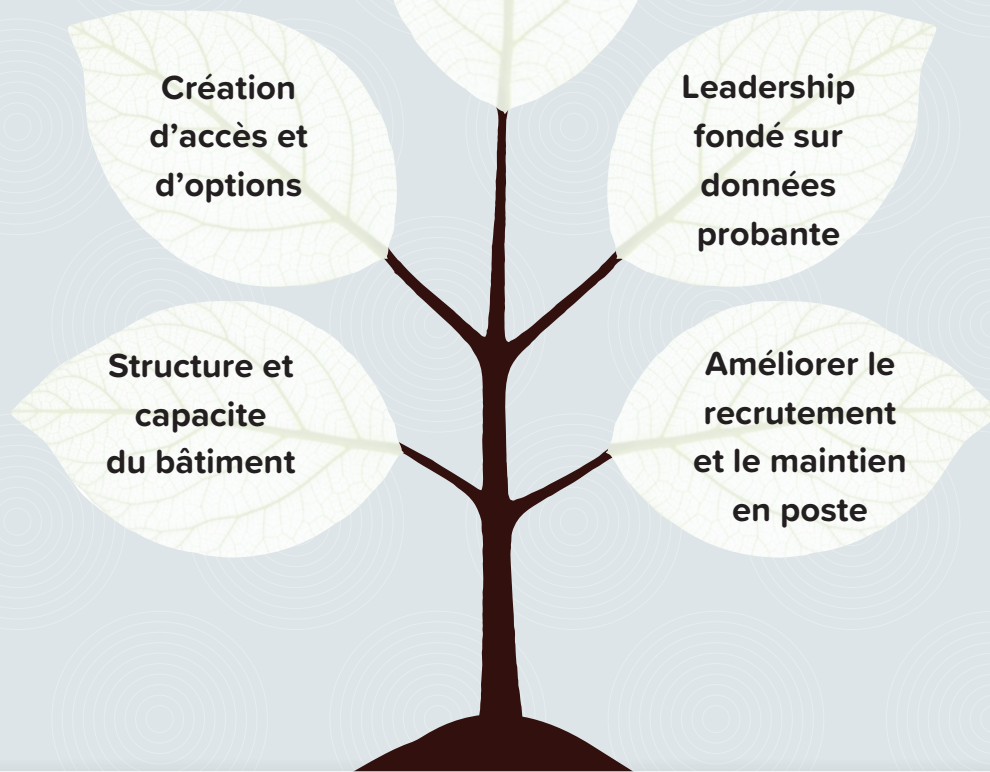 Création
d’accès et
d’options
Leadership
fondé sur
données
probante
Structure et
capacite
du bâtiment
Améliorer le
recrutement
et le maintien
en poste